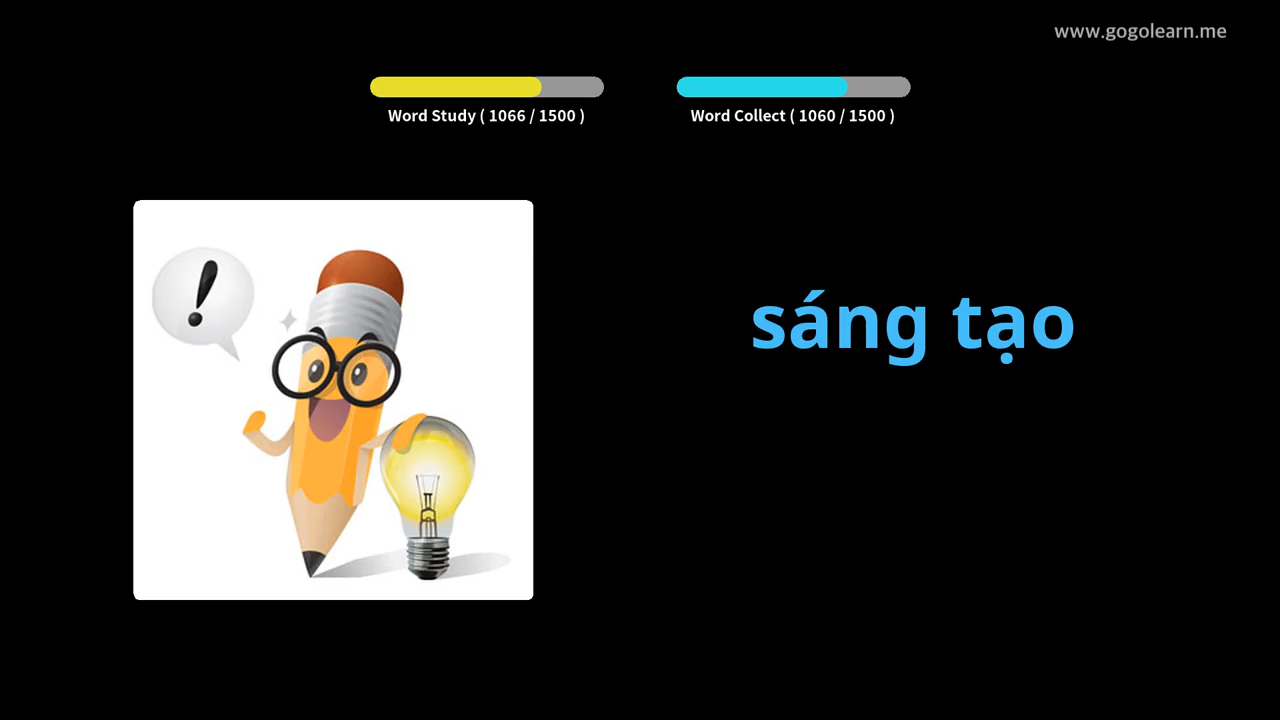 www.gogolearn.me
Word Study ( 1066 / 1500 )
Word Collect ( 1060 / 1500 )
!
sáng tạo